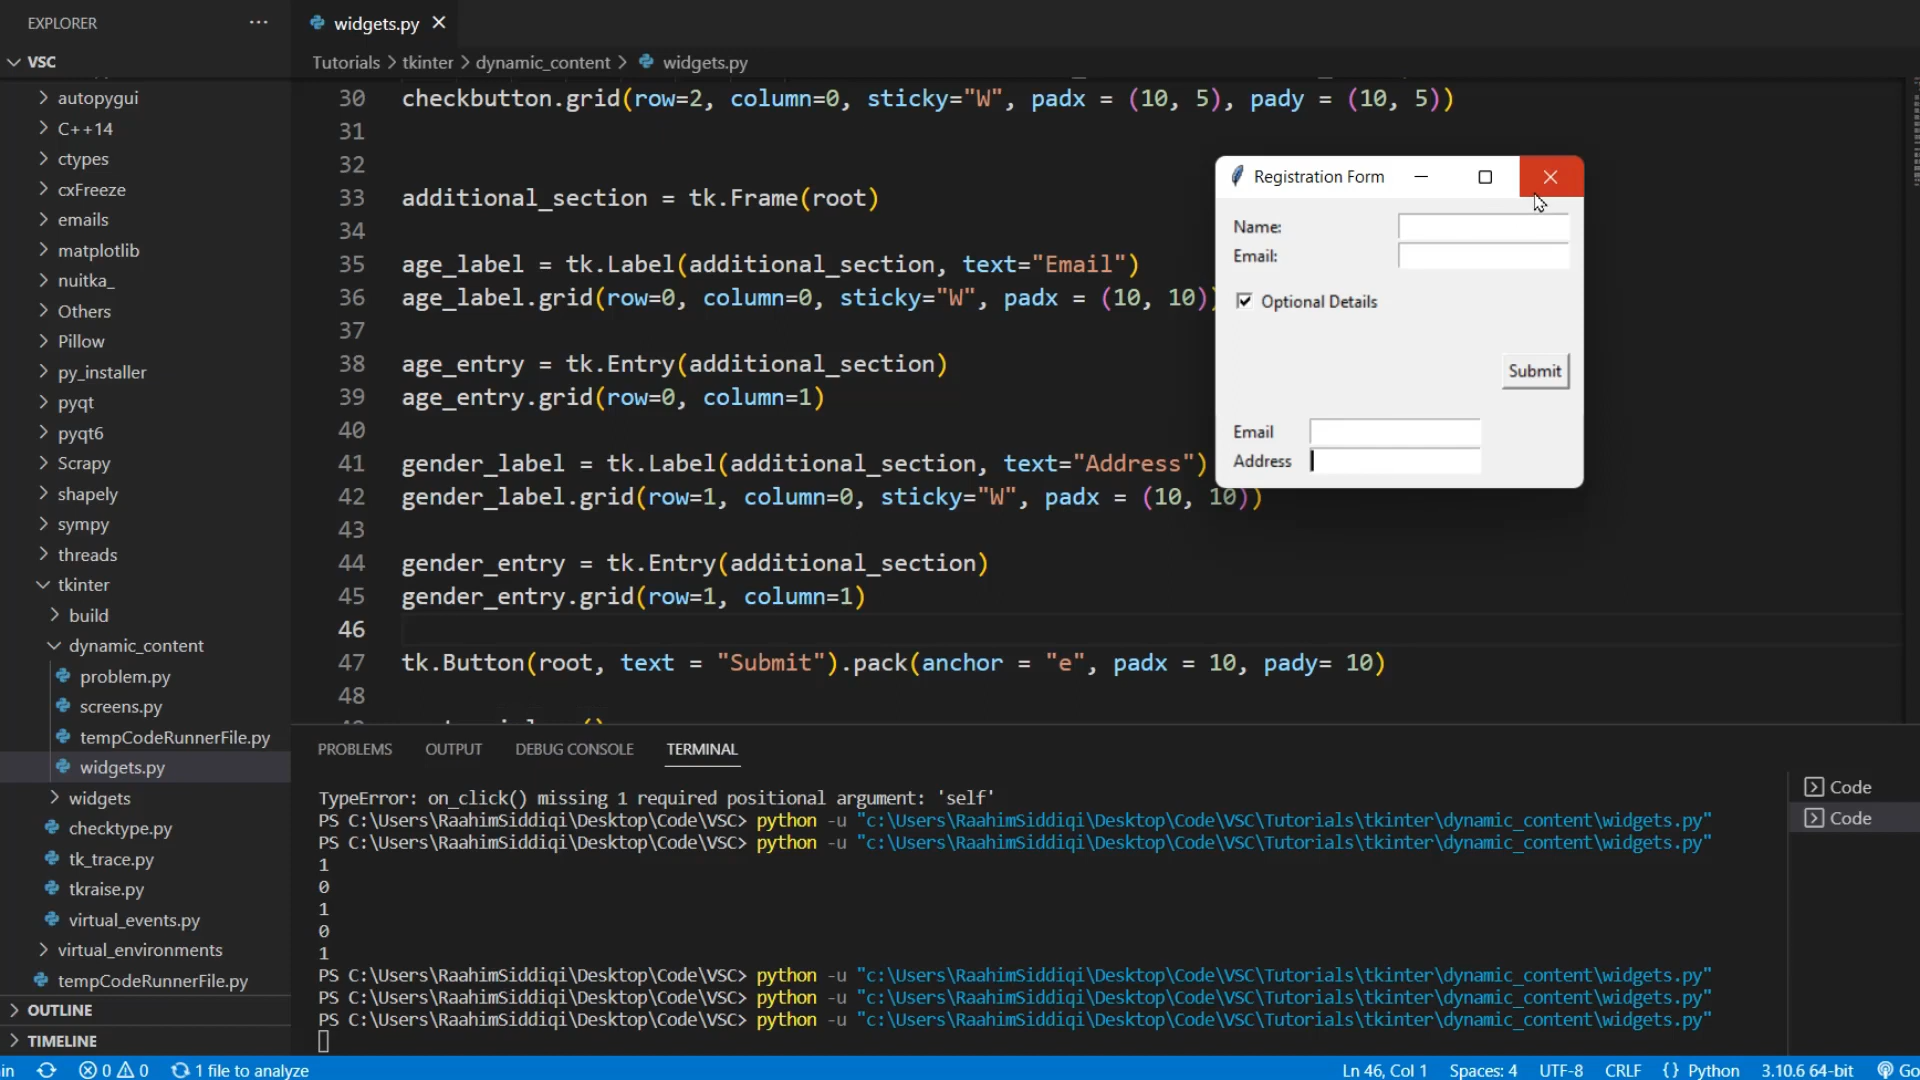 EXPLORER
VSC
autopygui
C++14
ctypes
cxFreeze
emails
matplotlib
nuitka_
Others
Pillow
py_installer
pyqt
pyqt6
Scrapy
shapely
sympy
threads
tkinter
build
dynamic_content
problem.py
screens.py
tempCodeRunnerFile.py
widgets.py
widgets
checktype.py
tk_trace.py
tkraise.py
virtual_events.py
virtual_environments
tempCodeRunnerFile.py
OUTLINE
TIMELINE
widgets.py
Tutorials > tkinter > dynamic_content > widgets.py
30 checkbutton.grid(row=2, column=0, sticky="W", padx = (10, 5), pady = (10, 5))
31
32
33 additional_section = tk.Frame(root)
34
35 age_label = tk.Label(additional_section, text="Email")
36 age_label.grid(row=0, column=0, sticky="W", padx = (10, 10))
37
38 age_entry = tk.Entry(additional_section)
39 age_entry.grid(row=0, column=1)
40
41 gender_label = tk.Label(additional_section, text="Address")
42 gender_label.grid(row=1, column=0, sticky="W", padx = (10, 10))
43
44 gender_entry = tk.Entry(additional_section)
45 gender_entry.grid(row=1, column=1)
46
47 tk.Button(root, text = "Submit").pack(anchor = "e", padx = 10, pady= 10)
48
Registration Form
Name:
Email:
Optional Details
Submit
Email
Address
PROBLEMS OUTPUT DEBUG CONSOLE TERMINAL
TypeError: on_click() missing 1 required positional argument: 'self'
PS C:\Users\RaahimSiddiqi\Desktop\Code\VSC> python -u "c:\Users\RaahimSiddiqi\Desktop\Code\VSC\Tutorials\tkinter\dynamic_content\widgets.py"
PS C:\Users\RaahimSiddiqi\Desktop\Code\VSC> python -u "c:\Users\RaahimSiddiqi\Desktop\Code\VSC\Tutorials\tkinter\dynamic_content\widgets.py"
1
0
1
0
1
PS C:\Users\RaahimSiddiqi\Desktop\Code\VSC> python -u "c:\Users\RaahimSiddiqi\Desktop\Code\VSC\Tutorials\tkinter\dynamic_content\widgets.py"
PS C:\Users\RaahimSiddiqi\Desktop\Code\VSC> python -u "c:\Users\RaahimSiddiqi\Desktop\Code\VSC\Tutorials\tkinter\dynamic_content\widgets.py"
PS C:\Users\RaahimSiddiqi\Desktop\Code\VSC> python -u "c:\Users\RaahimSiddiqi\Desktop\Code\VSC\Tutorials\tkinter\dynamic_content\widgets.py"
Code
Code
in 0 0 1 file to analyze Ln 46, Col 1 Spaces: 4 UTF-8 CRLF {} Python 3.10.6 64-bit Go